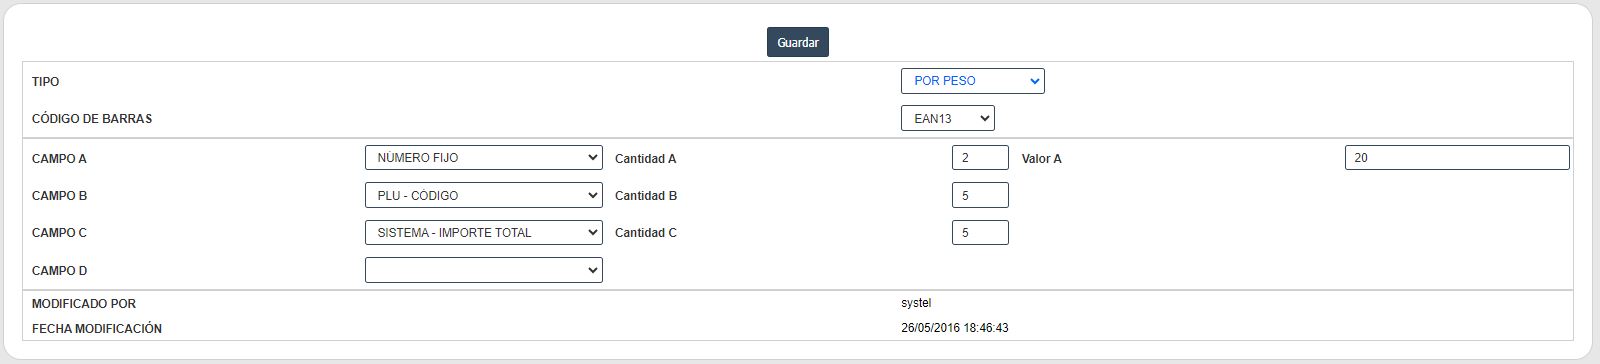 Guardar
TIPO POR PESO
CÓDIGO DE BARRAS EAN13
CAMPO A NÚMERO FIJO Cantidad A 2 Valor A 20
CAMPO B PLU - CÓDIGO Cantidad B 5
CAMPO C SISTEMA - IMPORTE TOTAL Cantidad C 5
CAMPO D
MODIFICADO POR systel
FECHA MODIFICACIÓN 26/05/2016 18:46:43